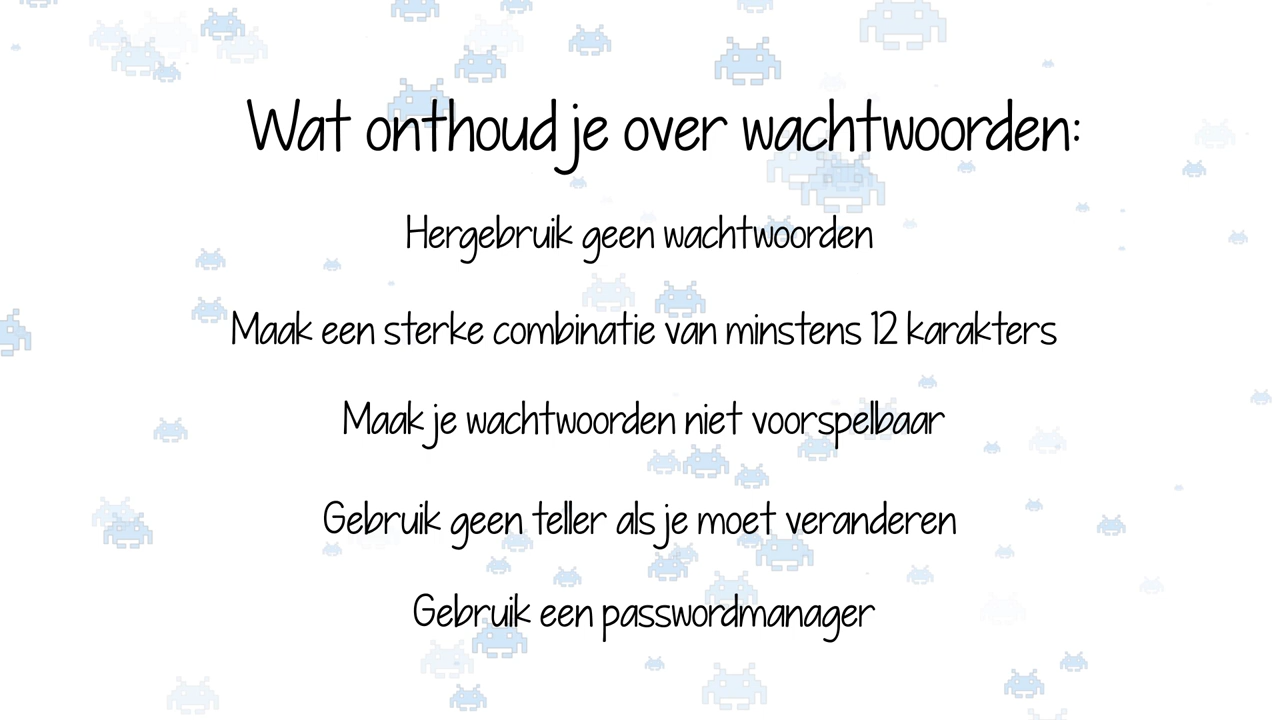 Wat onthoud je over wachtwoorden:
Hergebruik geen wachtwoorden
Maak een sterke combinatie van minstens 12 karakters
Maak je wachtwoorden niet voorspelbaar
Gebruik geen teller als je moet veranderen
Gebruik een passwordmanager